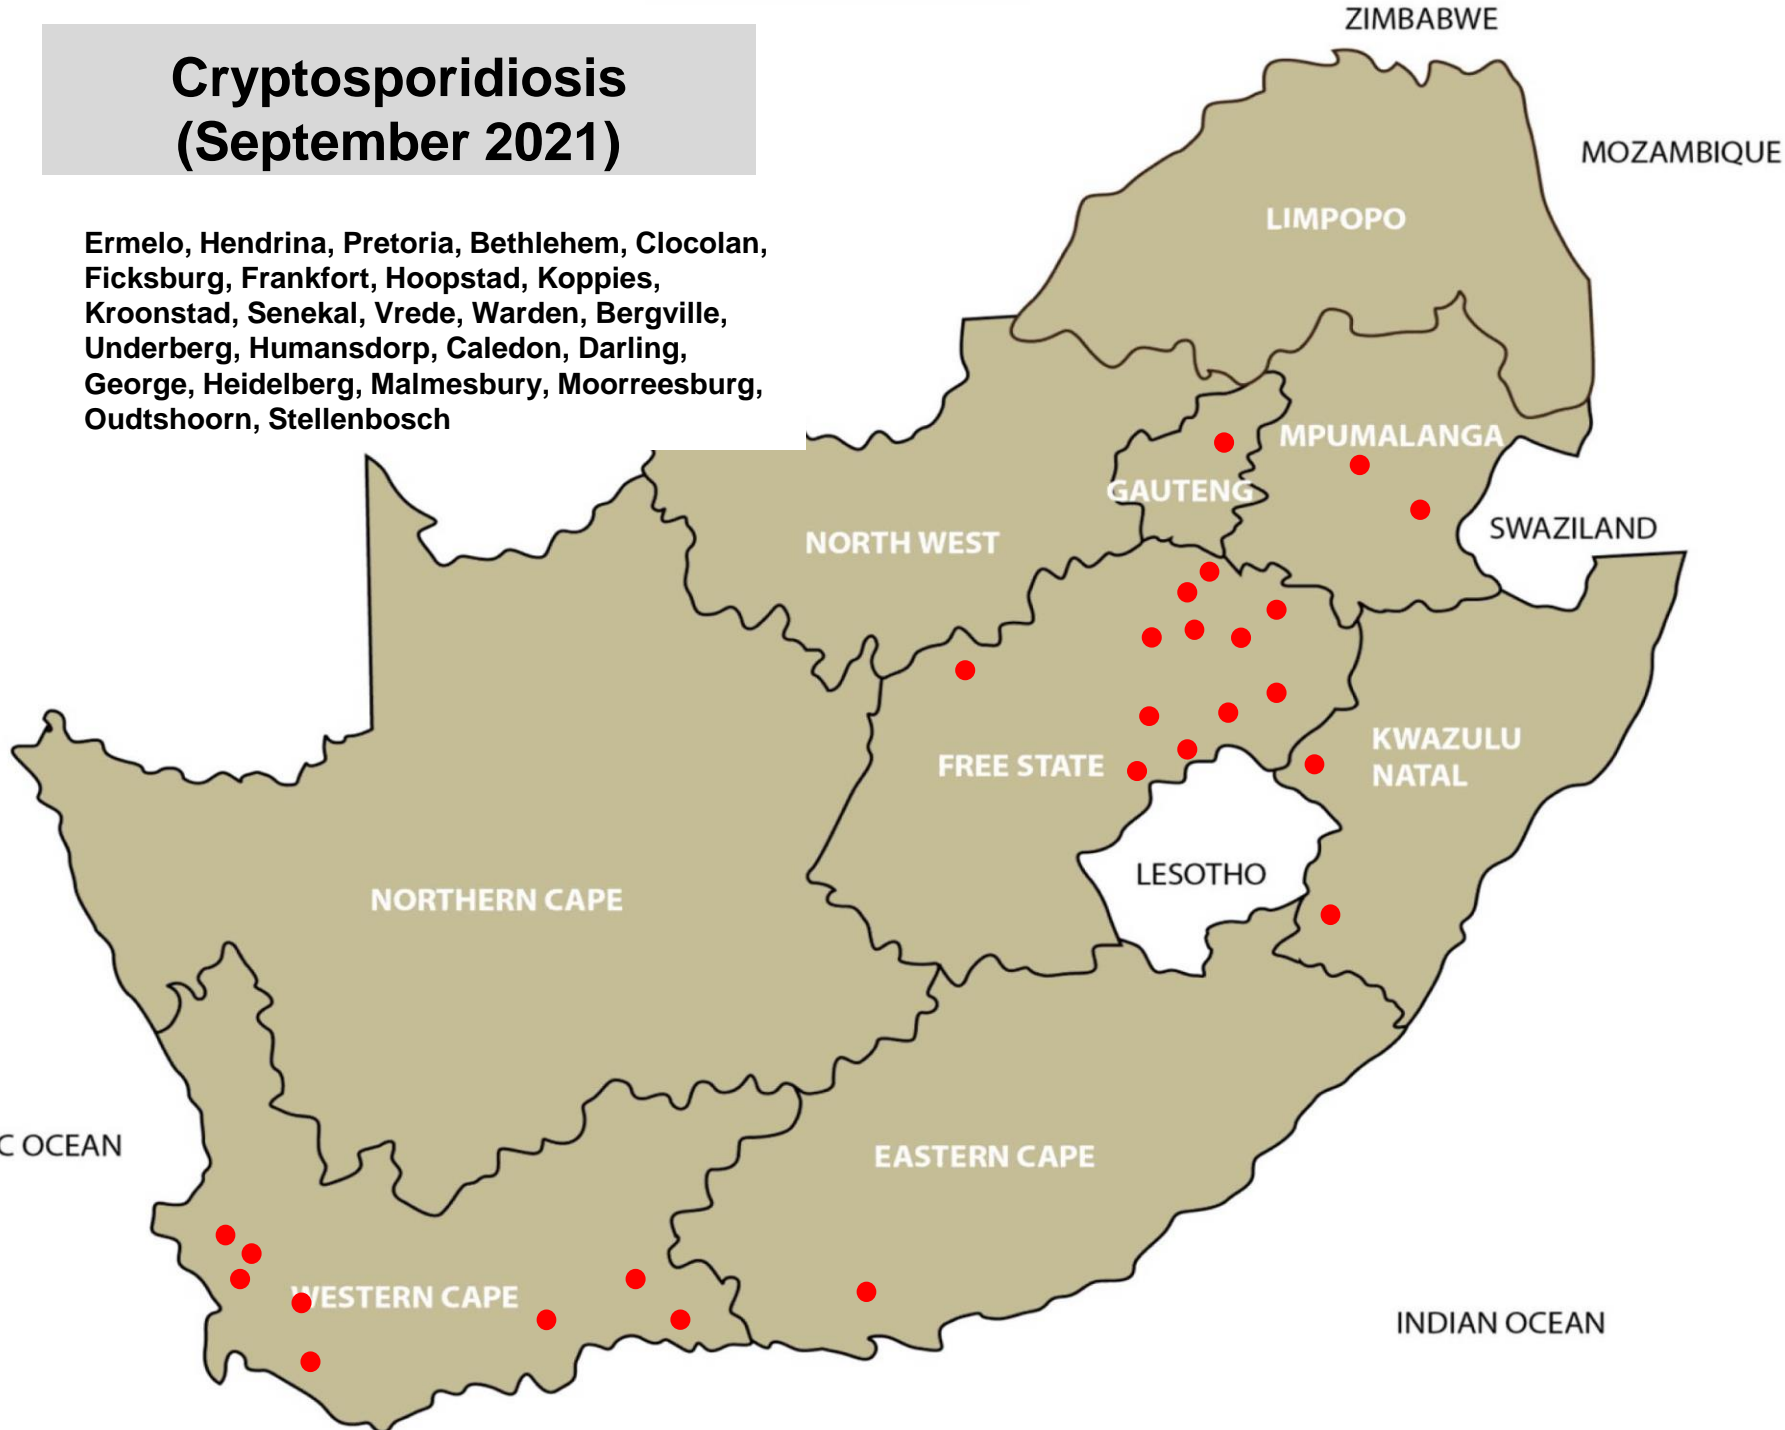 Cryptosporidiosis
(September 2021)
Ermelo, Hendrina, Pretoria, Bethlehem, Clocolan,
Ficksburg, Frankfort, Hoopstad, Koppies,
Kroonstad, Senekal, Vrede, Warden, Bergville,
Underberg, Humansdorp, Caledon, Darling,
George, Heidelberg, Malmesbury, Moorreesburg,
Oudtshoorn, Stellenbosch
ZIMBABWE
MOZAMBIQUE
LIMPOPO
MPUMALANGA
GAUTENG
SWAZILAND
NORTH WEST
KWAZULU
NATAL
FREE STATE
LESOTHO
NORTHERN CAPE
C OCEAN
EASTERN CAPE
WESTERN CAPE
INDIAN OCEAN